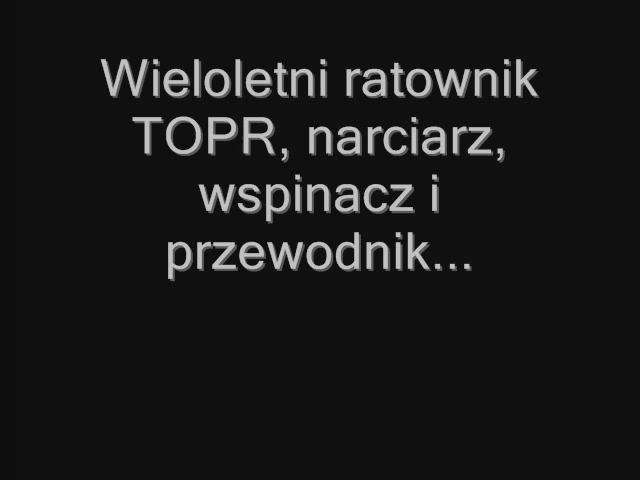 Wieloletni ratownik
TOPR, narciarz,
wspinacz i
przewodnik...